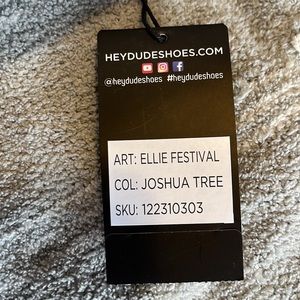 HEYDUDESHOES.COM
@heydudeshoes #heydudeshoes
ART: ELLIE FESTIVAL
COL: JOSHUA TREE
SKU: 122310303